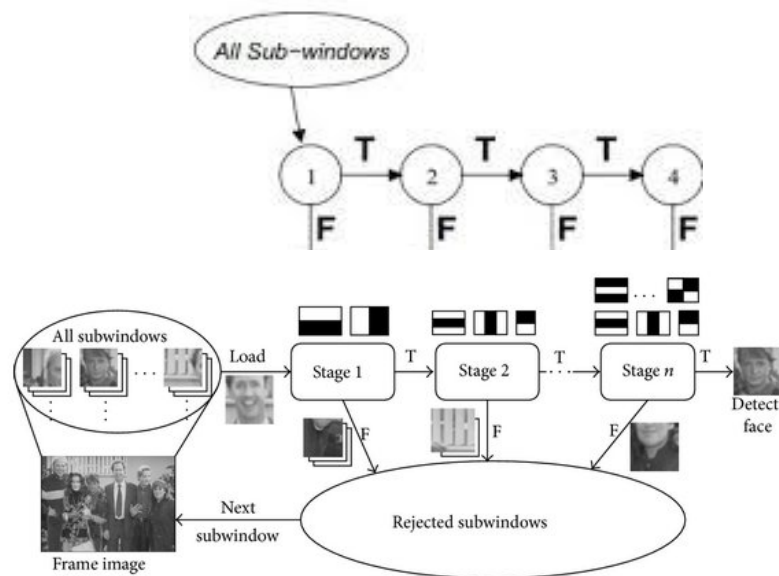 All Sub-windows
T T T
1 2 3 4
F F F F
All subwindows
Load
Stage 1
T
Stage 2
T
Stage n
T
Detect
face
F
F
F
Next
subwindow
Rejected subwindows
Frame image